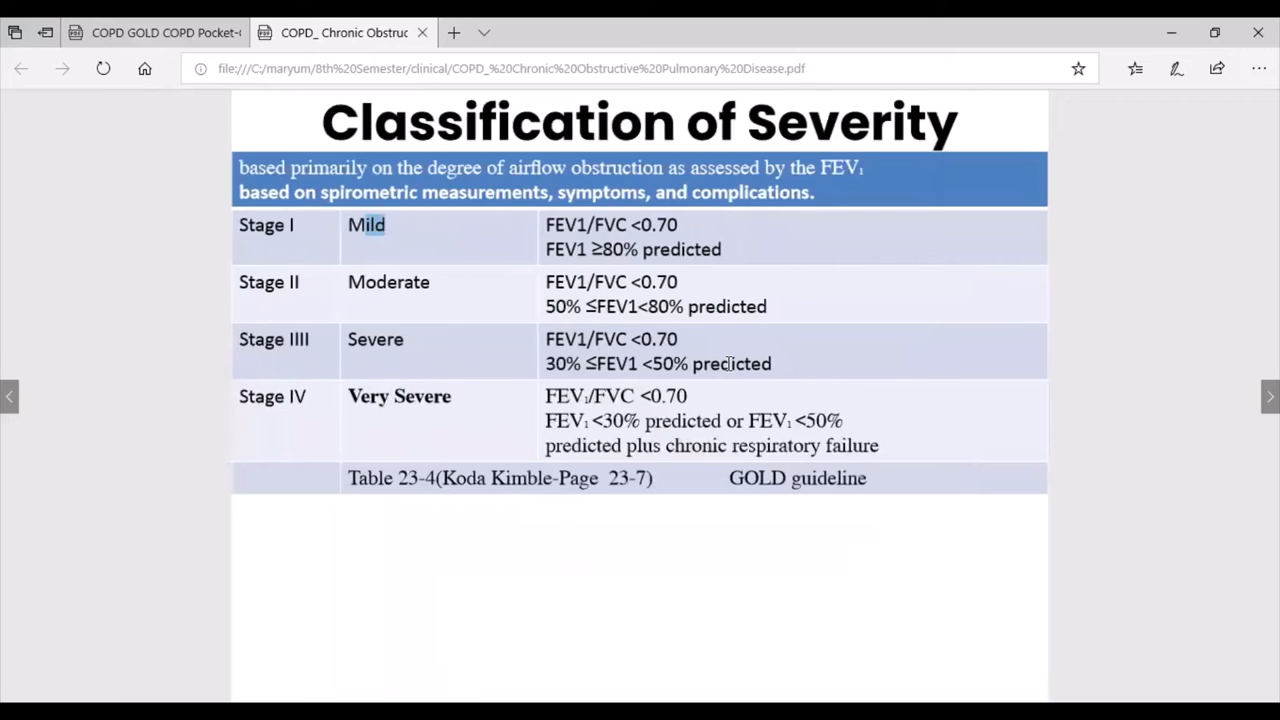 COPD GOLD COPD Pocket-
COPD_ Chronic Obstruc
file:///C:/maryum/8th%20Semester/clinical/COPD_%20Chronic%20Obstructive%20Pulmonary%20Disease.pdf
Classification of Severity
based primarily on the degree of airflow obstruction as assessed by the FEV₁
based on spirometric measurements, symptoms, and complications.
Stage I Mild FEV1/FVC <0.70
FEV1 ≥80% predicted
Stage II Moderate FEV1/FVC <0.70
50% ≤FEV1<80% predicted
Stage IIII Severe FEV1/FVC <0.70
30% ≤FEV1 <50% predicted
Stage IV Very Severe FEV₁/FVC <0.70
FEV₁ <30% predicted or FEV₁ <50%
predicted plus chronic respiratory failure
Table 23-4(Koda Kimble-Page 23-7) GOLD guideline